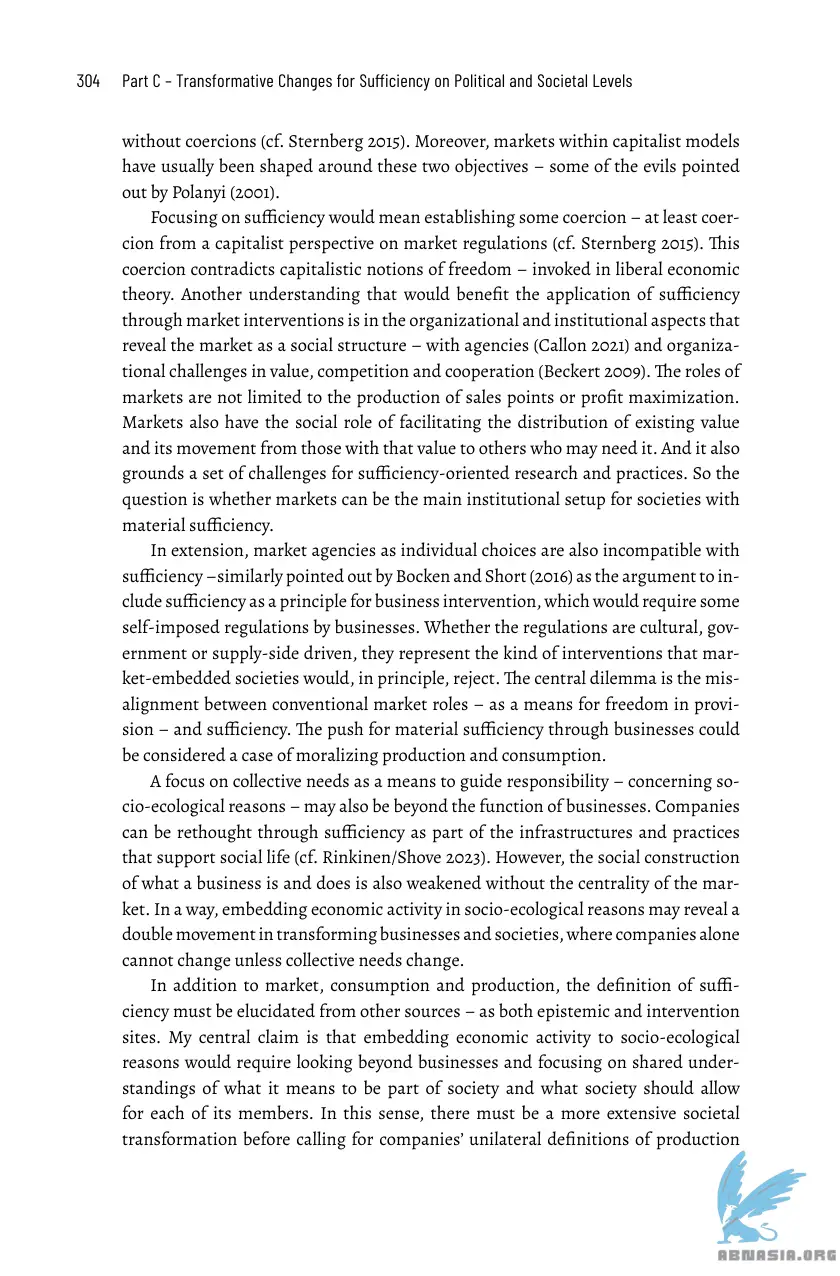 304 Part C – Transformative Changes for Sufficiency on Political and Societal Levels
without coercions (cf. Sternberg 2015). Moreover, markets within capitalist models
have usually been shaped around these two objectives – some of the evils pointed
out by Polanyi (2001).
Focusing on sufficiency would mean establishing some coercion – at least coer-
cion from a capitalist perspective on market regulations (cf. Sternberg 2015). This
coercion contradicts capitalistic notions of freedom – invoked in liberal economic
theory. Another understanding that would benefit the application of sufficiency
through market interventions is in the organizational and institutional aspects that
reveal the market as a social structure – with agencies (Callon 2021) and organiza-
tional challenges in value, competition and cooperation (Beckert 2009). The roles of
markets are not limited to the production of sales points or profit maximization.
Markets also have the social role of facilitating the distribution of existing value
and its movement from those with that value to others who may need it. And it also
grounds a set of challenges for sufficiency-oriented research and practices. So the
question is whether markets can be the main institutional setup for societies with
material sufficiency.
In extension, market agencies as individual choices are also incompatible with
sufficiency –similarly pointed out by Bocken and Short (2016) as the argument to in-
clude sufficiency as a principle for business intervention, which would require some
self-imposed regulations by businesses. Whether the regulations are cultural, gov-
ernment or supply-side driven, they represent the kind of interventions that mar-
ket-embedded societies would, in principle, reject. The central dilemma is the mis-
alignment between conventional market roles – as a means for freedom in provi-
sion – and sufficiency. The push for material sufficiency through businesses could
be considered a case of moralizing production and consumption.
A focus on collective needs as a means to guide responsibility – concerning so-
cio-ecological reasons – may also be beyond the function of businesses. Companies
can be rethought through sufficiency as part of the infrastructures and practices
that support social life (cf. Rinkinen/Shove 2023). However, the social construction
of what a business is and does is also weakened without the centrality of the mar-
ket. In a way, embedding economic activity in socio-ecological reasons may reveal a
double movement in transforming businesses and societies, where companies alone
cannot change unless collective needs change.
In addition to market, consumption and production, the definition of suffi-
ciency must be elucidated from other sources – as both epistemic and intervention
sites. My central claim is that embedding economic activity to socio-ecological
reasons would require looking beyond businesses and focusing on shared under-
standings of what it means to be part of society and what society should allow
for each of its members. In this sense, there must be a more extensive societal
transformation before calling for companies’ unilateral definitions of production
ABNASIA.ORG